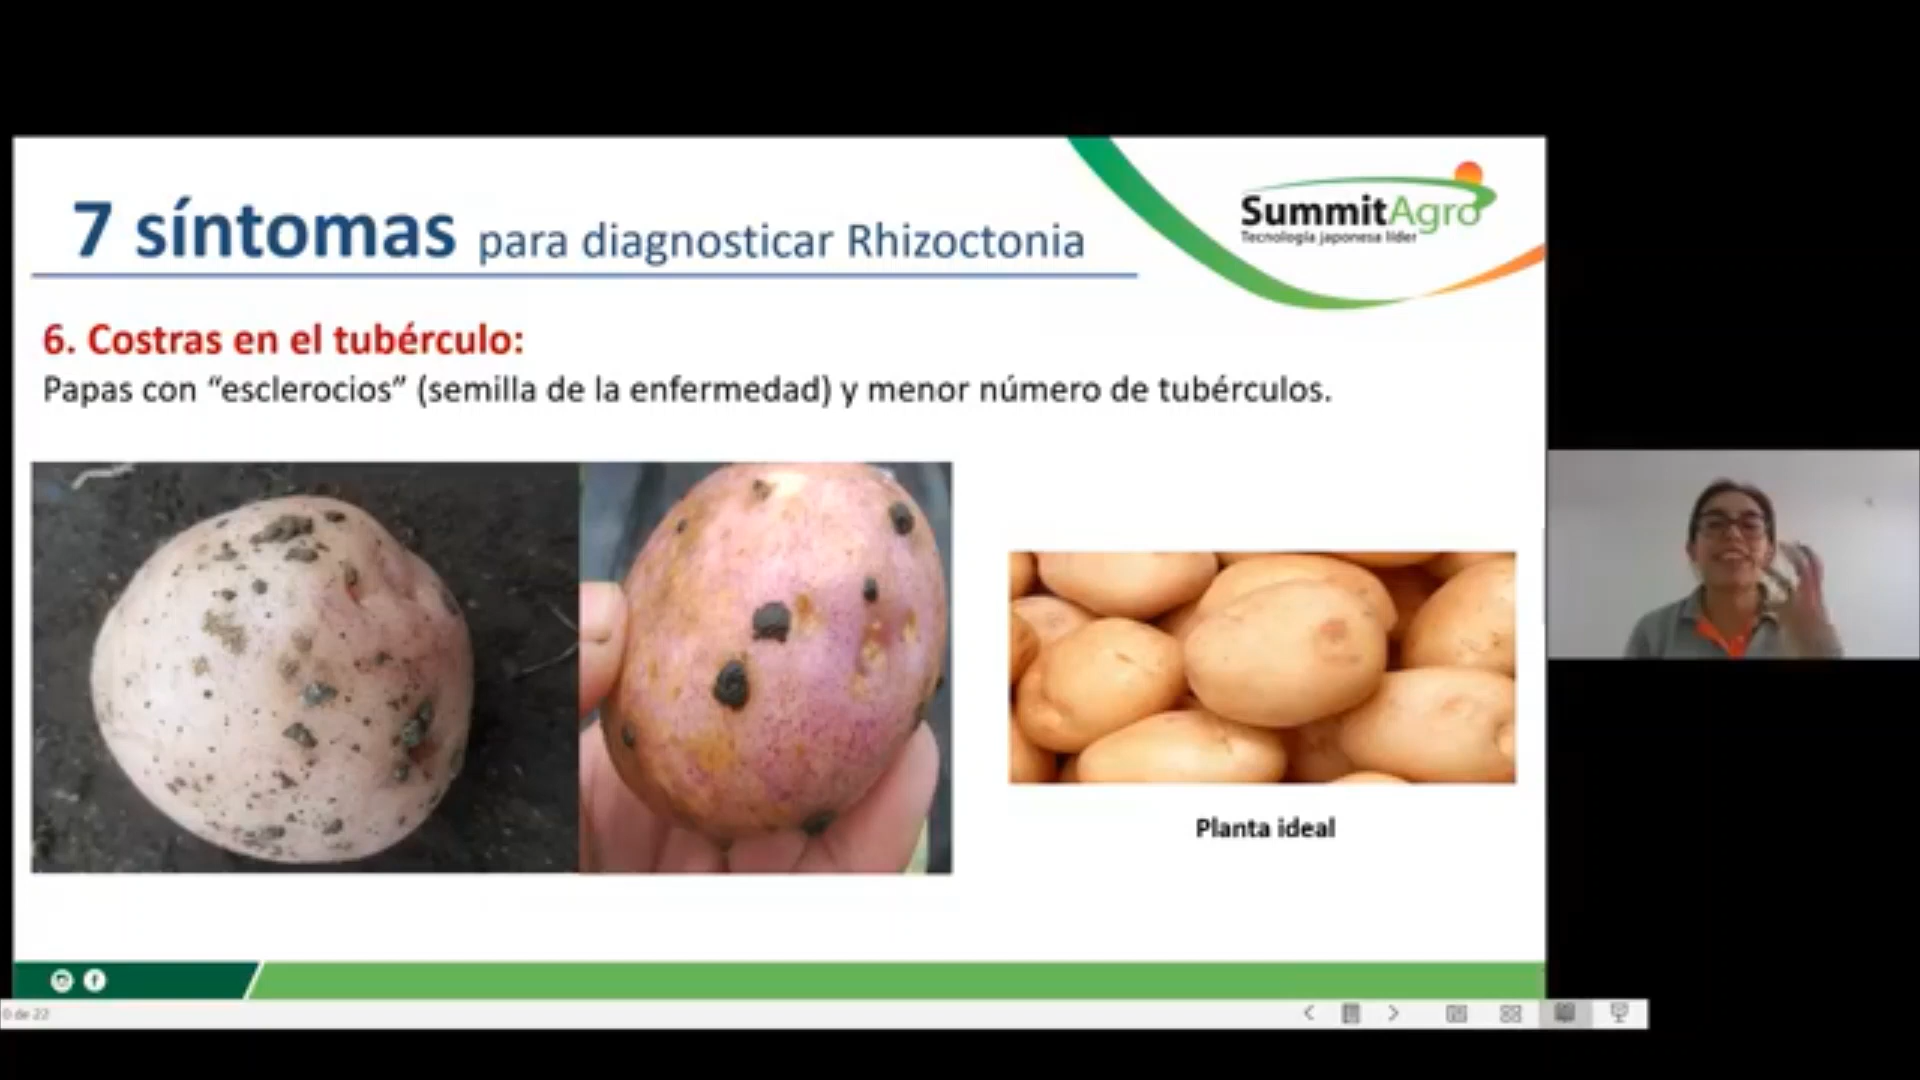 7 síntomas para diagnosticar Rhizoctonia
SummitAgro
Tecnología japonesa líder
6. Costras en el tubérculo:
Papas con “esclerocios” (semilla de la enfermedad) y menor número de tubérculos.
Planta ideal
0 de 22